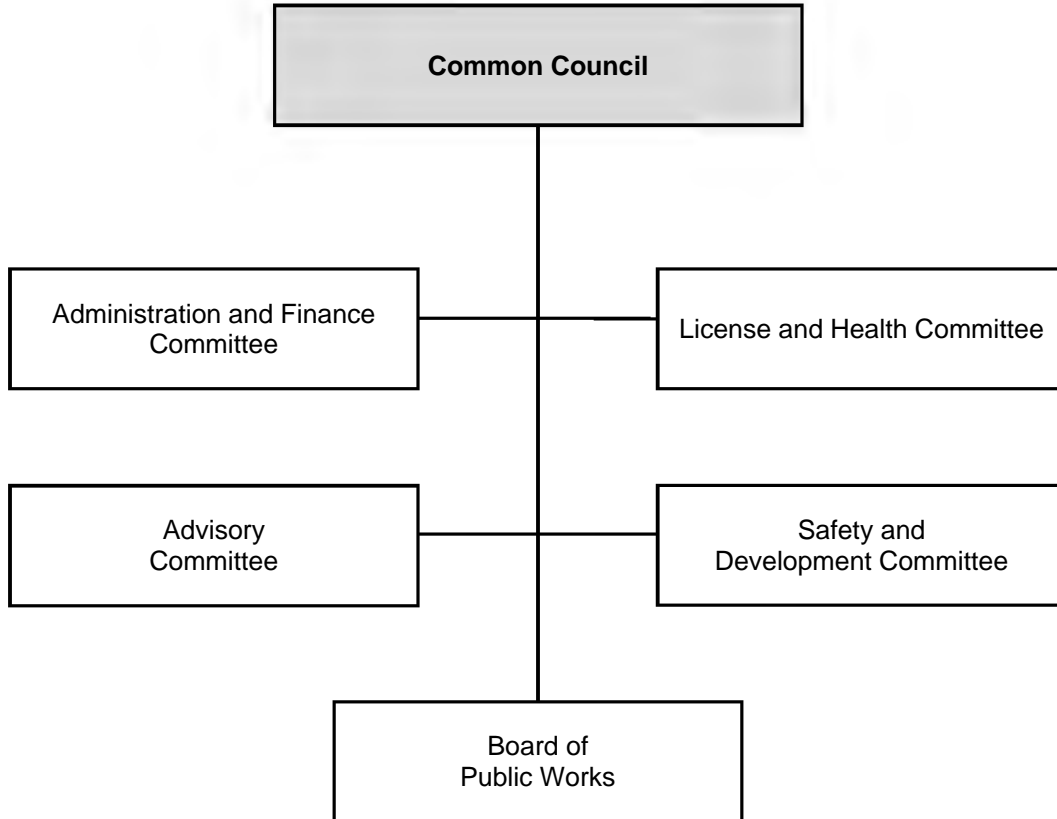 Common Council
Administration and Finance
Committee
License and Health Committee
Advisory
Committee
Safety and
Development Committee
Board of
Public Works